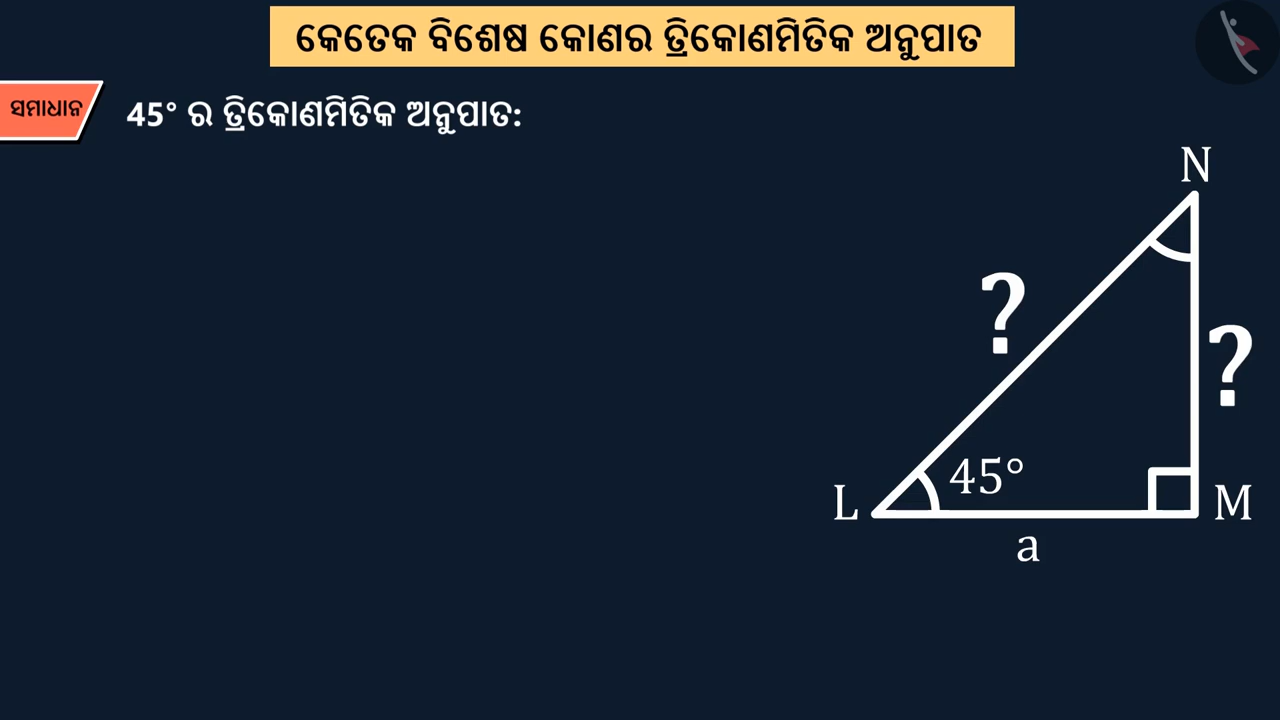 କେତେକ ବିଶେଷ କୋଣର ତ୍ରିକୋଣମିତିକ ଅନୁପାତ
ସମାଧାନ
45° ର ତ୍ରିକୋଣମିତିକ ଅନୁପାତ:
N
?
?
45°
L
M
a